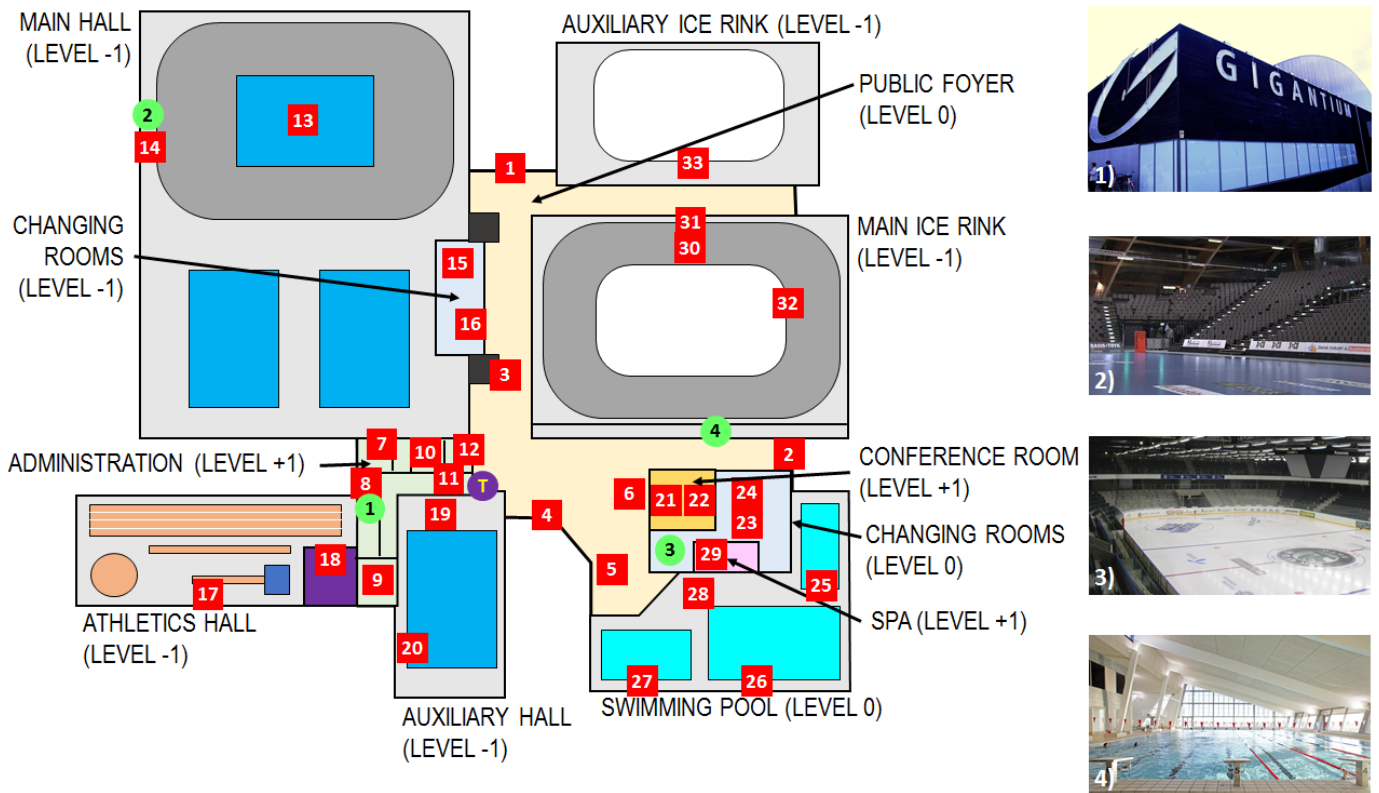 MAIN HALL
(LEVEL -1)
AUXILIARY ICE RINK (LEVEL -1)
PUBLIC FOYER
(LEVEL 0)
GIGANTIUM
1)
2
13
14
1
33
CHANGING
ROOMS
(LEVEL -1)
15
16
31
30
32
MAIN ICE RINK
(LEVEL -1)
2)
3
4
7
10
12
ADMINISTRATION (LEVEL +1)
8
11
T
1
19
2
6
21
22
24
23
CONFERENCE ROOM
(LEVEL +1)
CHANGING ROOMS
(LEVEL 0)
3)
4
18
17
9
3
29
5
28
25
SPA (LEVEL +1)
ATHLETICS HALL
(LEVEL -1)
20
27
26
AUXILIARY HALL
(LEVEL -1)
SWIMMING POOL (LEVEL 0)
4)